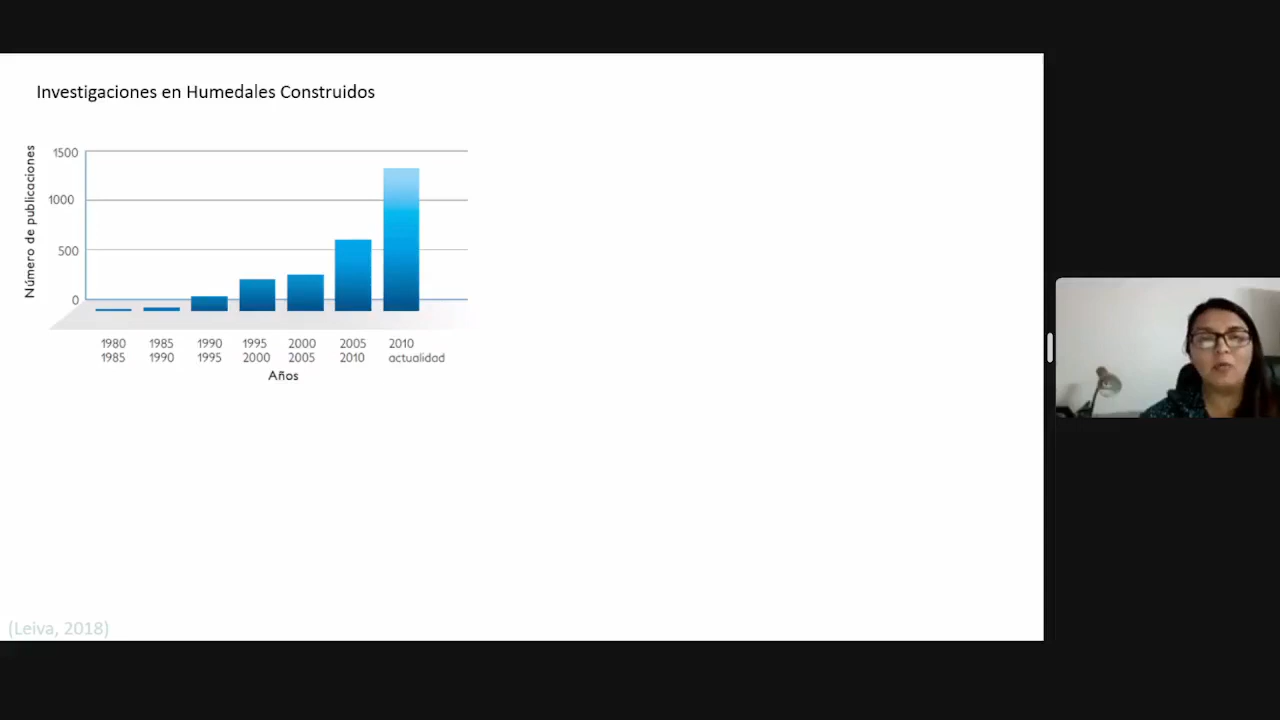 Investigaciones en Humedales Construidos
Número de publicaciones
1500
1000
500
0
1980 1985 1990 1995 2000 2005 2010
1985 1990 1995 2000 2005 2010 actualidad
Años
(Leiva, 2018)